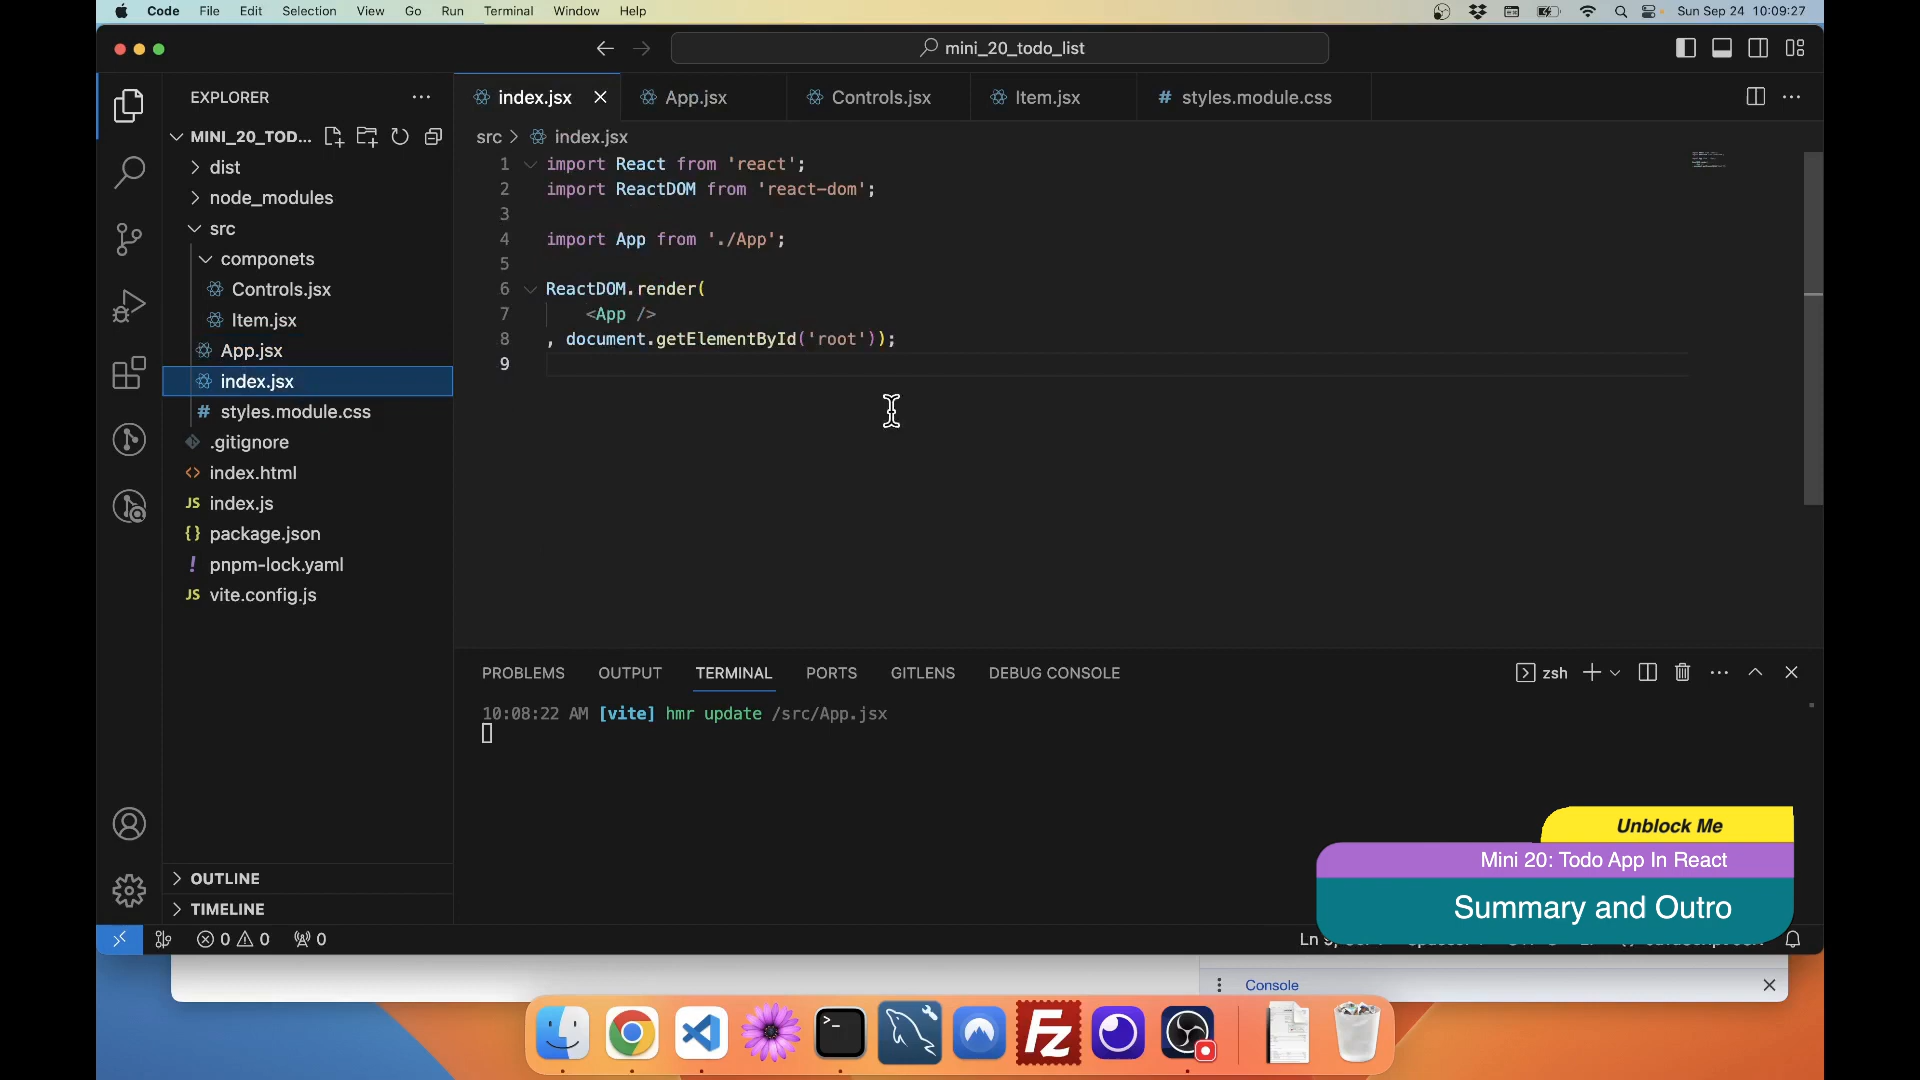 Code File Edit Selection View Go Run Terminal Window Help Sun Sep 24 10:09:27
mini_20_todo_list
EXPLORER
index.jsx App.jsx Controls.jsx Item.jsx # styles.module.css
MINI_20_TOD...
src > index.jsx
dist
node_modules
src
componets
Controls.jsx
Item.jsx
App.jsx
index.jsx
# styles.module.css
.gitignore
<> index.html
JS index.js
{} package.json
! pnpm-lock.yaml
JS vite.config.js
OUTLINE
TIMELINE
1 import React from 'react';
2 import ReactDOM from 'react-dom';
3
4 import App from './App';
5
6 ReactDOM.render(
7 <App />
8 , document.getElementById('root'));
9
PROBLEMS OUTPUT TERMINAL PORTS GITLENS DEBUG CONSOLE zsh
10:08:22 AM [vite] hmr update /src/App.jsx
Unblock Me
Mini 20: Todo App In React
Summary and Outro
0 0 0
Console